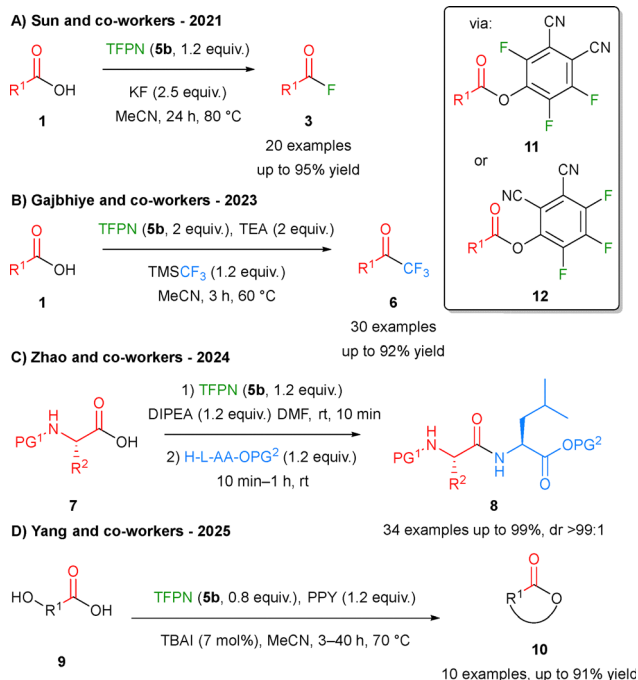 A) Sun and co-workers - 2021
O
R¹
OH
1
TFPN (5b, 1.2 equiv.)
KF (2.5 equiv.)
MeCN, 24 h, 80 °C
O
R¹
F
3
20 examples
up to 95% yield
via:
CN
F
CN
O
R¹
O
F
F
11
or
CN
CN
O
F
R¹
O
F
F
12
B) Gajbhiye and co-workers - 2023
O
R¹
OH
1
TFPN (5b, 2 equiv.), TEA (2 equiv.)
TMSCF₃ (1.2 equiv.)
MeCN, 3 h, 60 °C
O
R¹
CF₃
6
30 examples
up to 92% yield
C) Zhao and co-workers - 2024
H
N
PG¹
O
OH
R²
7
1) TFPN (5b, 1.2 equiv.)
DIPEA (1.2 equiv.) DMF, rt, 10 min
2) H-L-AA-OPG² (1.2 equiv.)
10 min–1 h, rt
H
N
PG¹
O
R²
N
H
OPG²
O
8
34 examples up to 99%, dr >99:1
D) Yang and co-workers - 2025
O
HO
R¹
OH
9
TFPN (5b, 0.8 equiv.), PPY (1.2 equiv.)
TBAI (7 mol%), MeCN, 3–40 h, 70 °C
O
R¹
O
10
10 examples, up to 91% yield